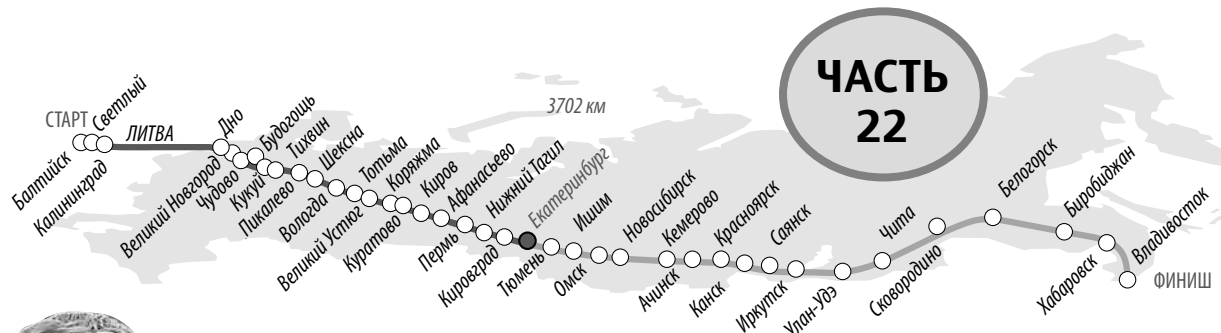 ЧАСТЬ
22
3702 км
СТАРТ
Балтийск
Калининград
Светлый
ЛИТВА
Дно
Великий Новгород
Чудово
Будогощь
Кукуй
Тихвин
Пикалево
Шексна
Вологда
Тотьма
Великий Устюг
Коряжма
Куратово
Киров
Афанасьево
Пермь
Нижний Тагил
Кировград
Екатеринбург
Тюмень
Ишим
Омск
Новосибирск
Кемерово
Ачинск
Красноярск
Канск
Саянск
Иркутск
Улан-Удэ
Чита
Сковородино
Белогорск
Биробиджан
Хабаровск
Владивосток
ФИНИШ